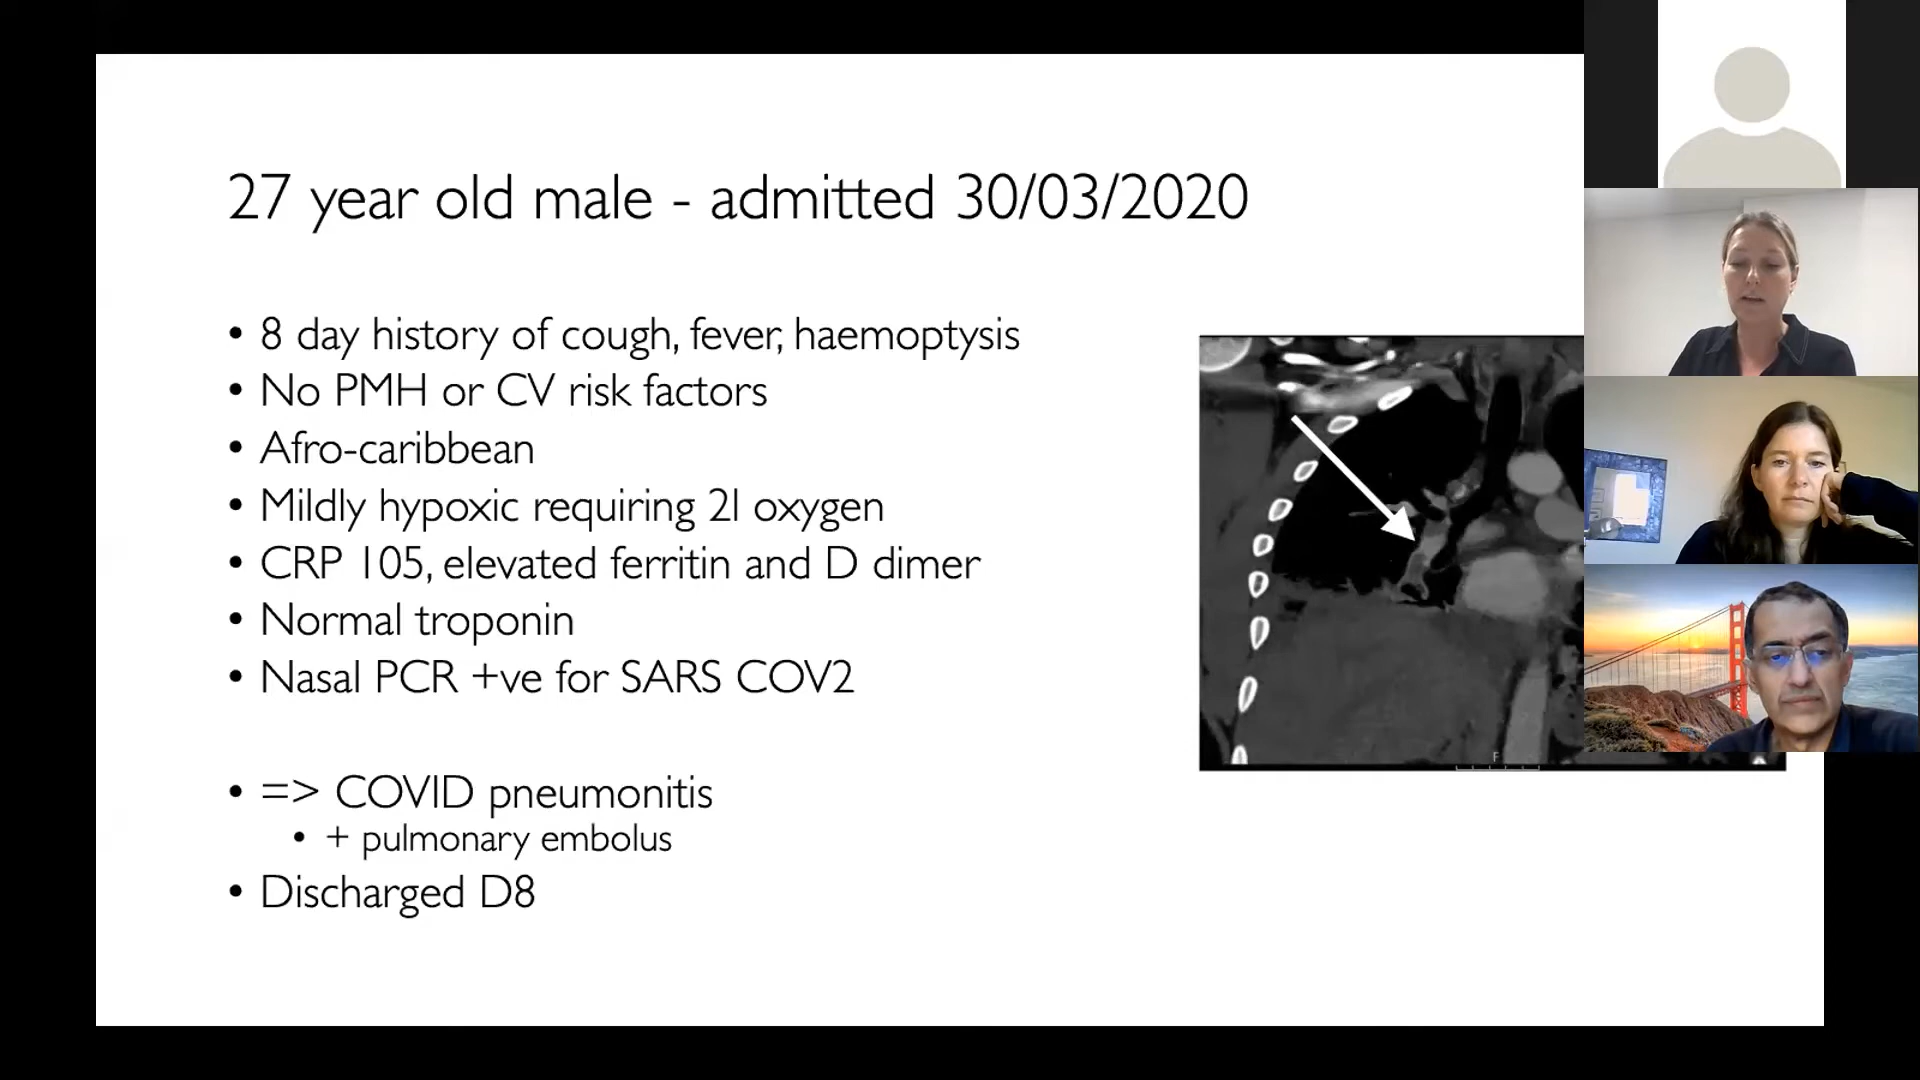 27 year old male - admitted 30/03/2020
• 8 day history of cough, fever, haemoptysis
• No PMH or CV risk factors
• Afro-caribbean
• Mildly hypoxic requiring 2l oxygen
• CRP 105, elevated ferritin and D dimer
• Normal troponin
• Nasal PCR +ve for SARS COV2
• => COVID pneumonitis
• + pulmonary embolus
• Discharged D8
F